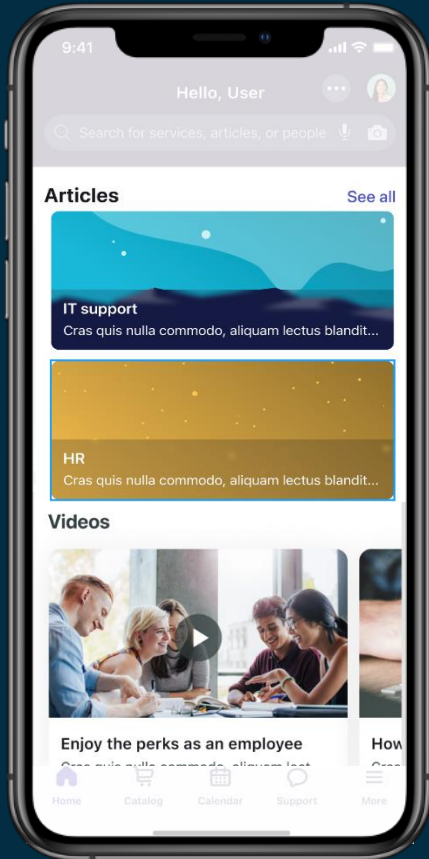 9:41
Hello, User
Search for services, articles, or people
Articles
See all
IT support
Cras quis nulla commodo, aliquam lectus blandit...
HR
Cras quis nulla commodo, aliquam lectus blandit...
Videos
Enjoy the perks as an employee
How
Home
Catalog
Calendar
Support
More